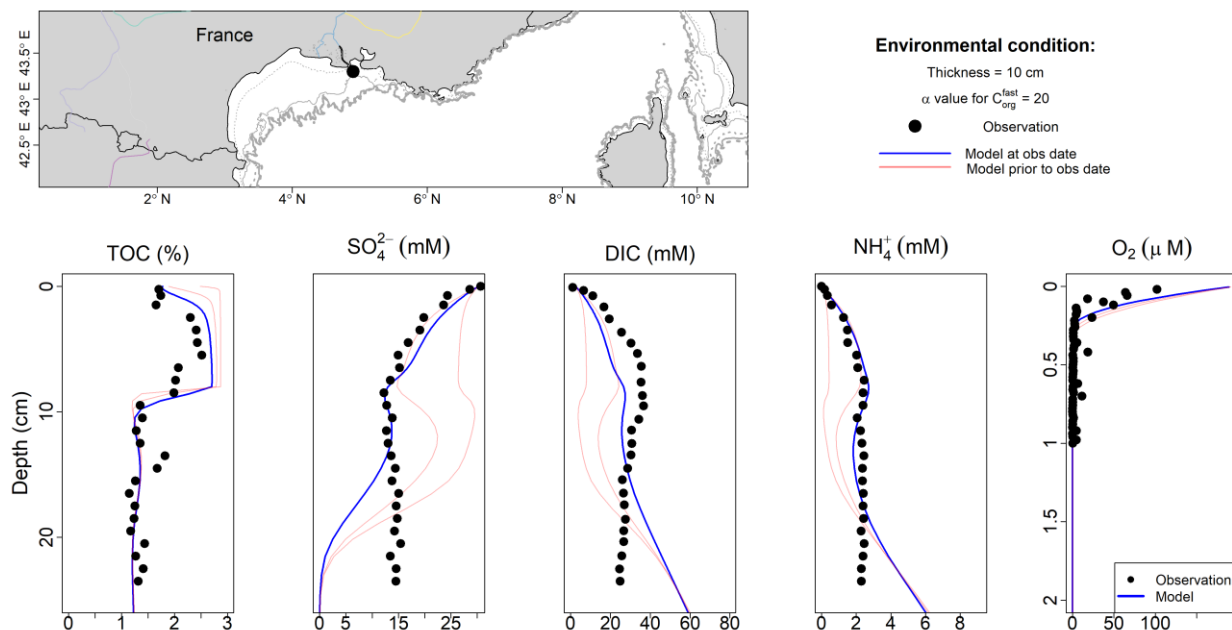 France
43.5° E
43° E
42.5° E
2° N
4° N
6° N
8° N
10° N
Environmental condition:
Thickness = 10 cm
α value for C_org^fast = 20
Observation
Model at obs date
Model prior to obs date
TOC (%)
SO₄²⁻ (mM)
DIC (mM)
NH₄⁺ (mM)
O₂ (μ M)
Depth (cm)
0
10
20
0 1 2 3
0 5 15 25
0 20 40 60 80
0 2 4 6 8
0
0.5
1
1.5
2
0 50 100
Observation
Model